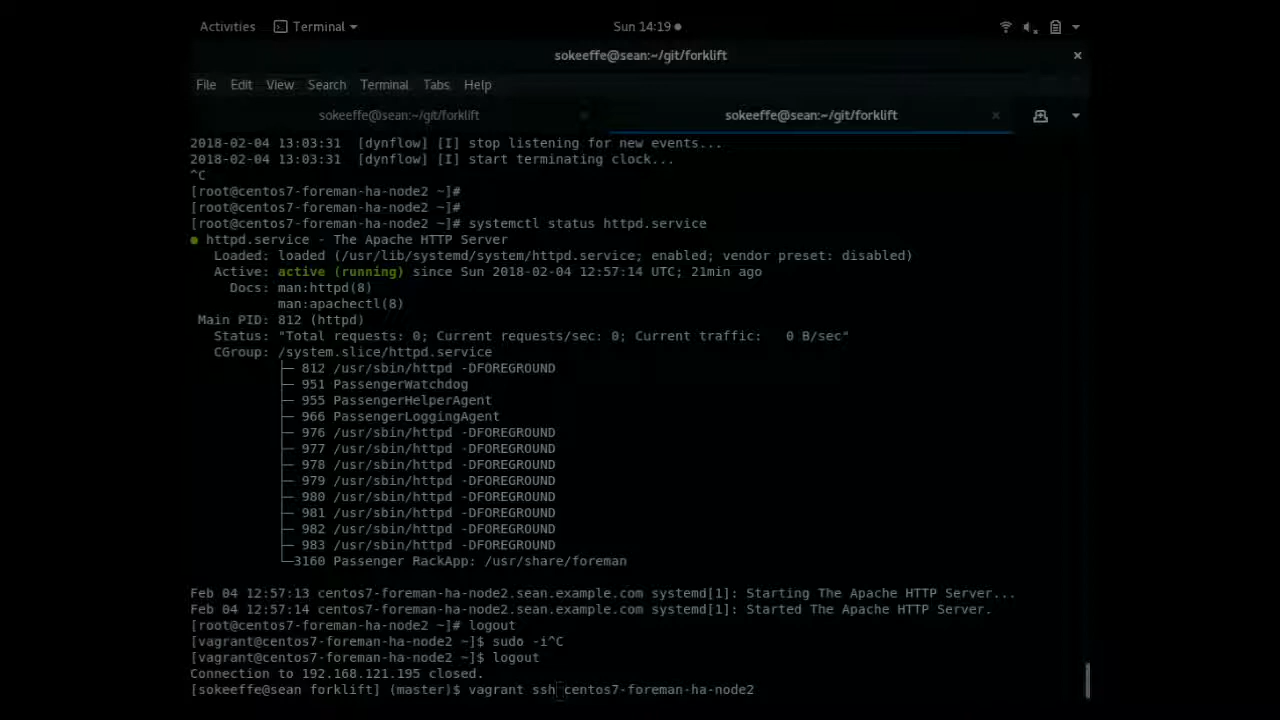 Activities Terminal Sun 14:19
sokeeffe@sean:~/git/forklift
File Edit View Search Terminal Tabs Help
sokeeffe@sean:~/git/forklift sokeeffe@sean:~/git/forklift
2018-02-04 13:03:31 [dynflow] [I] stop listening for new events...
2018-02-04 13:03:31 [dynflow] [I] start terminating clock...
^C
[root@centos7-foreman-ha-node2 ~]#
[root@centos7-foreman-ha-node2 ~]#
[root@centos7-foreman-ha-node2 ~]# systemctl status httpd.service
● httpd.service - The Apache HTTP Server
Loaded: loaded (/usr/lib/systemd/system/httpd.service; enabled; vendor preset: disabled)
Active: active (running) since Sun 2018-02-04 12:57:14 UTC; 21min ago
Docs: man:httpd(8)
man:apachectl(8)
Main PID: 812 (httpd)
Status: "Total requests: 0; Current requests/sec: 0; Current traffic:   0 B/sec"
CGroup: /system.slice/httpd.service
├─ 812 /usr/sbin/httpd -DFOREGROUND
├─ 951 PassengerWatchdog
├─ 955 PassengerHelperAgent
├─ 966 PassengerLoggingAgent
├─ 976 /usr/sbin/httpd -DFOREGROUND
├─ 977 /usr/sbin/httpd -DFOREGROUND
├─ 978 /usr/sbin/httpd -DFOREGROUND
├─ 979 /usr/sbin/httpd -DFOREGROUND
├─ 980 /usr/sbin/httpd -DFOREGROUND
├─ 981 /usr/sbin/httpd -DFOREGROUND
├─ 982 /usr/sbin/httpd -DFOREGROUND
├─ 983 /usr/sbin/httpd -DFOREGROUND
└─3160 Passenger RackApp: /usr/share/foreman
Feb 04 12:57:13 centos7-foreman-ha-node2.sean.example.com systemd[1]: Starting The Apache HTTP Server...
Feb 04 12:57:14 centos7-foreman-ha-node2.sean.example.com systemd[1]: Started The Apache HTTP Server.
[root@centos7-foreman-ha-node2 ~]# logout
[vagrant@centos7-foreman-ha-node2 ~]$ sudo -i^C
[vagrant@centos7-foreman-ha-node2 ~]$ logout
Connection to 192.168.121.195 closed.
[sokeeffe@sean forklift] (master)$ vagrant ssh centos7-foreman-ha-node2